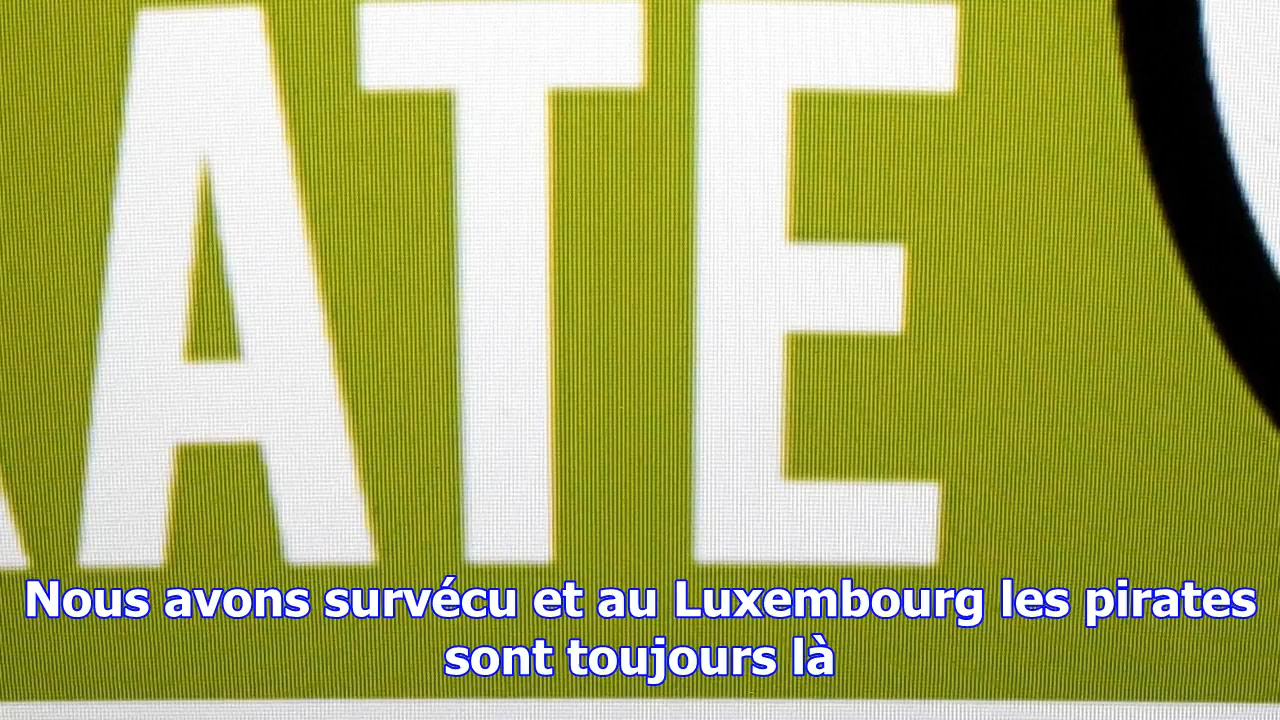 ATE
Nous avons survécu et au Luxembourg les pirates
sont toujours là